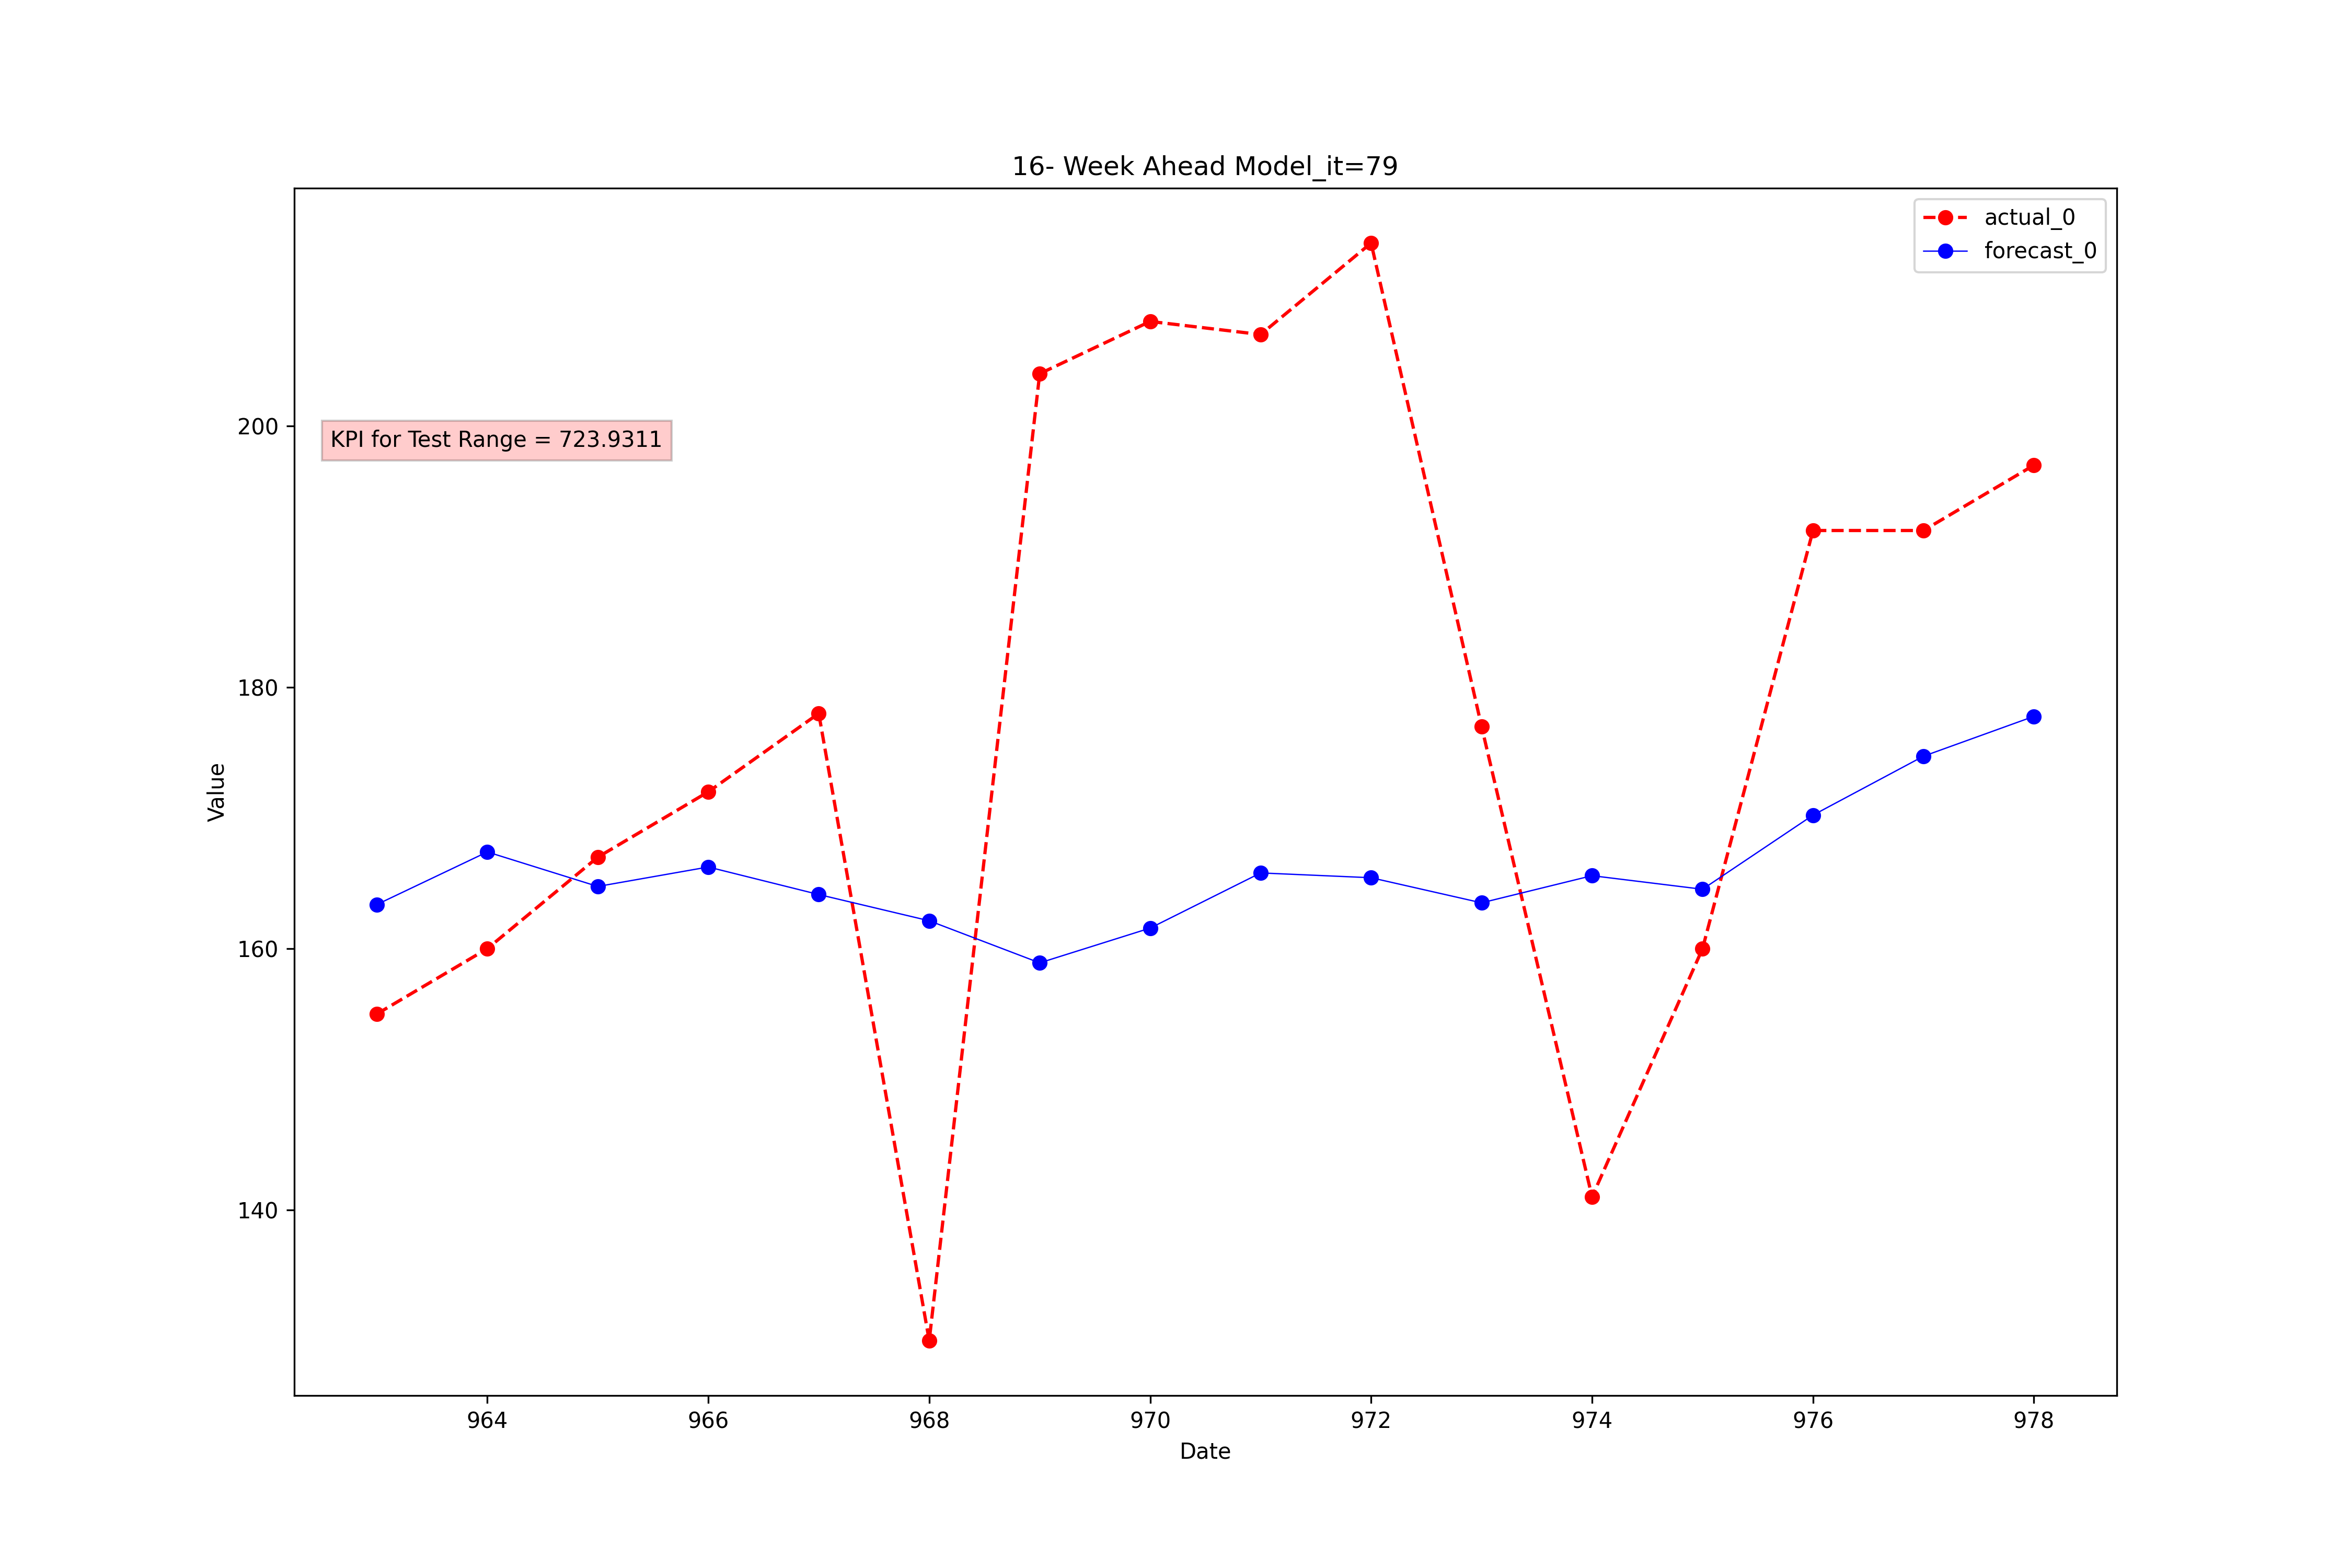 16- Week Ahead Model_it=79
actual_0
forecast_0
KPI for Test Range = 723.9311
Value
200
180
160
140
964 966 968 970 972 974 976 978
Date